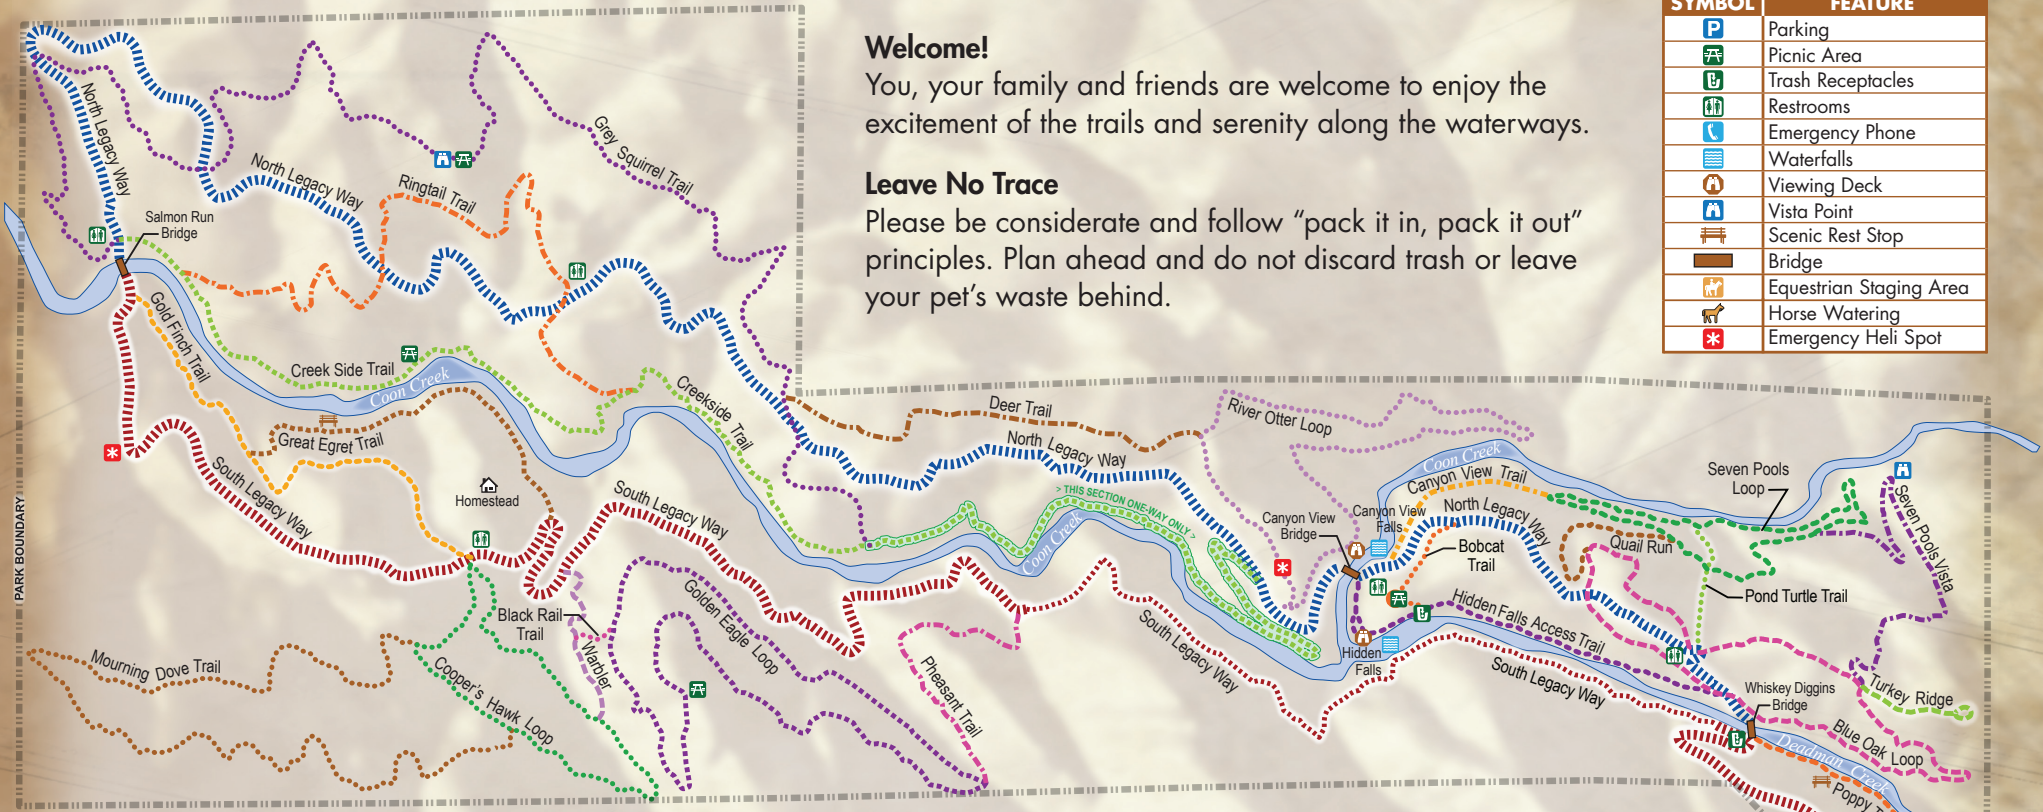 Welcome!
You, your family and friends are welcome to enjoy the
excitement of the trails and serenity along the waterways.
Leave No Trace
Please be considerate and follow “pack it in, pack it out”
principles. Plan ahead and do not discard trash or leave
your pet’s waste behind.
SYMBOL FEATURE
Parking
Picnic Area
Trash Receptacles
Restrooms
Emergency Phone
Waterfalls
Viewing Deck
Vista Point
Scenic Rest Stop
Bridge
Equestrian Staging Area
Horse Watering
Emergency Heli Spot
North Legacy Way
Salmon Run
Bridge
North Legacy Way
Ringtail Trail
Grey Squirrel Trail
Gold Finch Trail
Creek Side Trail
Coon Creek
Great Egret Trail
South Legacy Way
Homestead
Creekside Trail
South Legacy Way
PARK BOUNDARY
Mourning Dove Trail
Cooper's Hawk Loop
Black Rail
Trail
Warbler
Golden Eagle Loop
Pheasant Trail
Deer Trail
North Legacy Way
> THIS SECTION ONE-WAY ONLY >
Coon Creek
South Legacy Way
River Otter Loop
Canyon View
Bridge
Canyon View
Falls
Coon Creek
Canyon View Trail
North Legacy Way
Bobcat
Trail
Hidden
Falls
Hidden Falls Access Trail
South Legacy Way
Quail Run
Seven Pools
Loop
Pond Turtle Trail
Seven Pools Vista
Turkey Ridge
Whiskey Diggins
Bridge
Blue Oak Loop
Deadman Creek
Poppy T